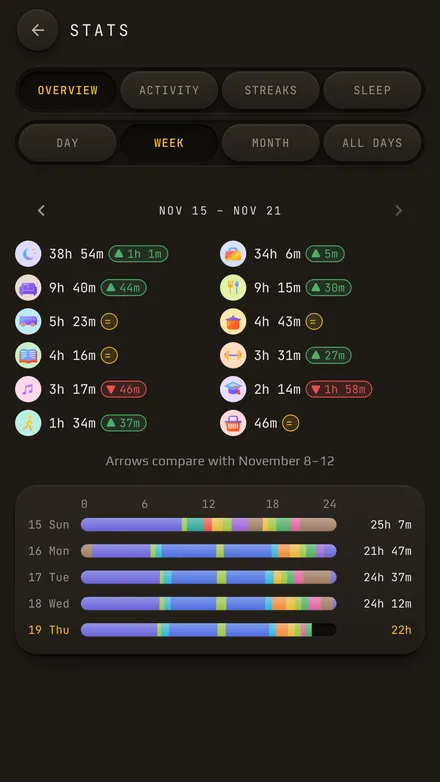 STATS
OVERVIEW ACTIVITY STREAKS SLEEP
DAY WEEK MONTH ALL DAYS
NOV 15 – NOV 21
38h 54m ▲ 1h 1m 34h 6m ▲ 5m
9h 40m ▲ 44m 9h 15m ▲ 30m
5h 23m = 4h 43m =
4h 16m = 3h 31m ▲ 27m
3h 17m ▼ 46m 2h 14m ▼ 1h 58m
1h 34m ▲ 37m 46m =
Arrows compare with November 8–12
0 6 12 18 24
15 Sun 25h 7m
16 Mon 21h 47m
17 Tue 24h 37m
18 Wed 24h 12m
19 Thu 22h